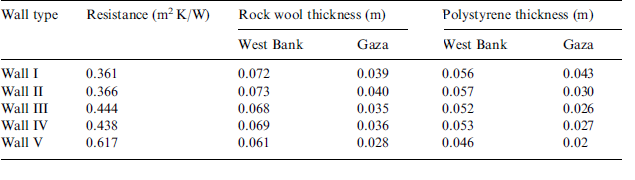 Wall type Resistance (m² K/W) Rock wool thickness (m) Polystyrene thickness (m)
West Bank Gaza West Bank Gaza
Wall I 0.361 0.072 0.039 0.056 0.043
Wall II 0.366 0.073 0.040 0.057 0.030
Wall III 0.444 0.068 0.035 0.052 0.026
Wall IV 0.438 0.069 0.036 0.053 0.027
Wall V 0.617 0.061 0.028 0.046 0.02